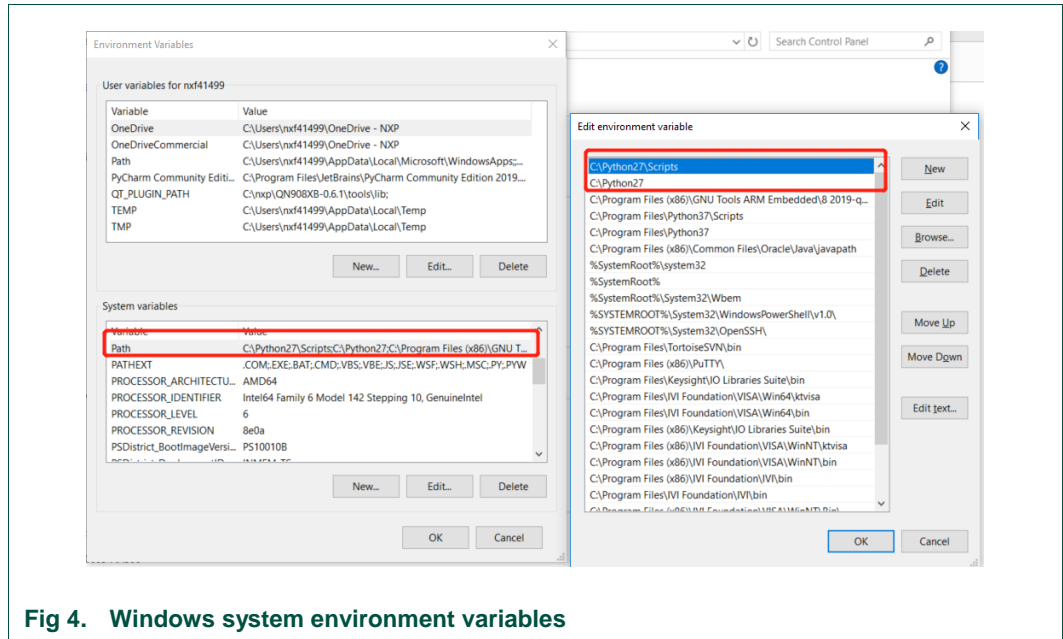 Environment Variables
User variables for nxf41499
Variable Value
OneDrive C:\Users\nxf41499\OneDrive - NXP
OneDriveCommercial C:\Users\nxf41499\OneDrive - NXP
Path C:\Users\nxf41499\AppData\Local\Microsoft\WindowsApps;;...
PyCharm Community Editi... C:\Program Files\JetBrains\PyCharm Community Edition 2019....
QT_PLUGIN_PATH C:\nxp\QN908XB-0.6.1\tools\lib;
TEMP C:\Users\nxf41499\AppData\Local\Temp
TMP C:\Users\nxf41499\AppData\Local\Temp
New... Edit... Delete
System variables
Variable Value
Path C:\Python27\Scripts;C:\Python27;C:\Program Files (x86)\GNU T...
PATHEXT .COM;.EXE;.BAT;.CMD;.VBS;.VBE;.JS;.JSE;.WSF;.WSH;.MSC;.PY;.PYW
PROCESSOR_ARCHITECTU... AMD64
PROCESSOR_IDENTIFIER Intel64 Family 6 Model 142 Stepping 10, GenuineIntel
PROCESSOR_LEVEL 6
PROCESSOR_REVISION 8e0a
PSDistrict_BootImageVersi... PS10010B
New... Edit... Delete
OK Cancel
Search Control Panel
Edit environment variable
C:\Python27\Scripts
C:\Python27
C:\Program Files (x86)\GNU Tools ARM Embedded\8 2019-q...
C:\Program Files\Python37\Scripts
C:\Program Files\Python37
C:\Program Files (x86)\Common Files\Oracle\Java\javapath
%SystemRoot%\system32
%SystemRoot%
%SystemRoot%\System32\Wbem
%SYSTEMROOT%\System32\WindowsPowerShell\v1.0\
%SYSTEMROOT%\System32\OpenSSH\
C:\Program Files\TortoiseSVN\bin
C:\Program Files (x86)\PuTTY\
C:\Program Files\Keysight\IO Libraries Suite\bin
C:\Program Files\IVI Foundation\VISA\Win64\ktvisa
C:\Program Files\IVI Foundation\VISA\Win64\bin
C:\Program Files (x86)\Keysight\IO Libraries Suite\bin
C:\Program Files (x86)\IVI Foundation\VISA\WinNT\ktvisa
C:\Program Files (x86)\IVI Foundation\VISA\WinNT\bin
C:\Program Files (x86)\IVI Foundation\IVI\bin
C:\Program Files\IVI Foundation\IVI\bin
C:\Program Files (x86)\IVI Foundation\VISA\WinNT\Bin\
New
Edit
Browse...
Delete
Move Up
Move Down
Edit text...
OK Cancel
Fig 4. Windows system environment variables